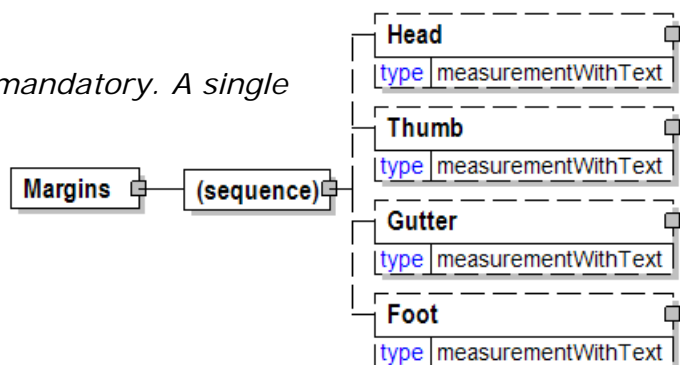 Head
type measurementWithText
mandatory. A single
Thumb
type measurementWithText
Margins
(sequence)
Gutter
type measurementWithText
Foot
type measurementWithText